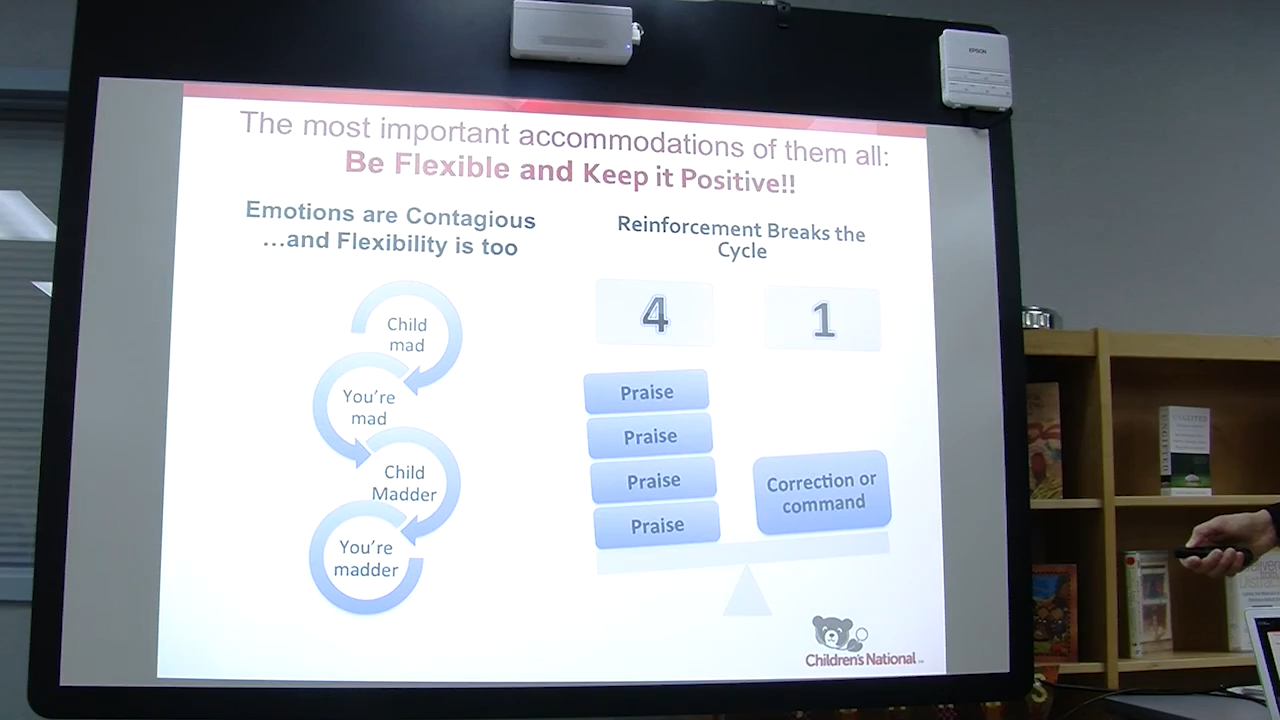 EPSON
The most important accommodations of them all:
Be Flexible and Keep it Positive!!
Emotions are Contagious
...and Flexibility is too
Child
mad
You're
mad
Child
Madder
You're
madder
Reinforcement Breaks the
Cycle
4
1
Praise
Praise
Praise
Praise
Correction or
command
Children's National